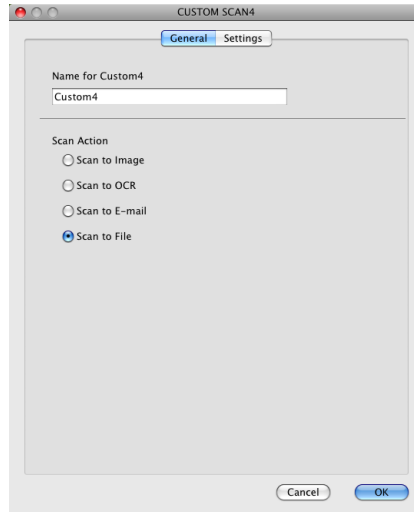 CUSTOM SCAN4
General Settings
Name for Custom4
Custom4
Scan Action
Scan to Image
Scan to OCR
Scan to E-mail
Scan to File
Cancel OK